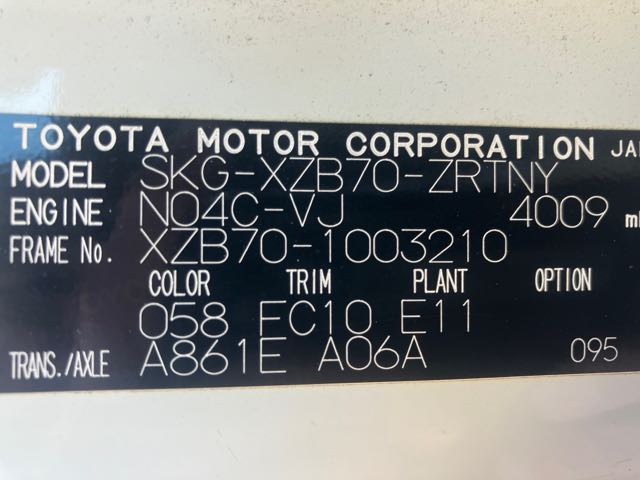 TOYOTA MOTOR CORPORATION JA
MODEL SKG-XZB70-ZRTNY
ENGINE N04C-VJ 4009 m
FRAME No. XZB70-1003210
COLOR TRIM PLANT OPTION
058 FC10 E11
TRANS./AXLE A861E A06A 095